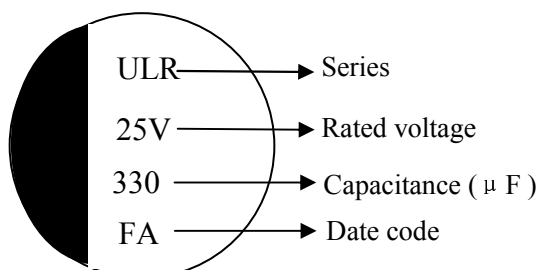 ULR Series
25V Rated voltage
330 Capacitance ( μ F )
FA Date code